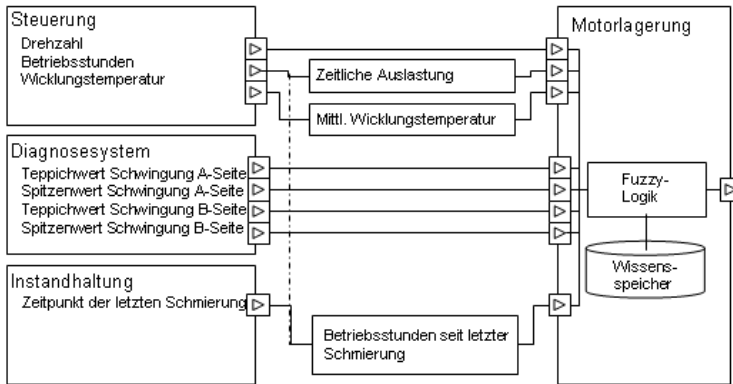 Steuerung
Drehzahl
Betriebsstunden
Wicklungstemperatur
Zeitliche Auslastung
Mittl. Wicklungstemperatur
Diagnosesystem
Teppichwert Schwingung A-Seite
Spitzenwert Schwingung A-Seite
Teppichwert Schwingung B-Seite
Spitzenwert Schwingung B-Seite
Instandhaltung
Zeitpunkt der letzten Schmierung
Betriebsstunden seit letzter
Schmierung
Motorlagerung
Fuzzy-
Logik
Wissens-
speicher